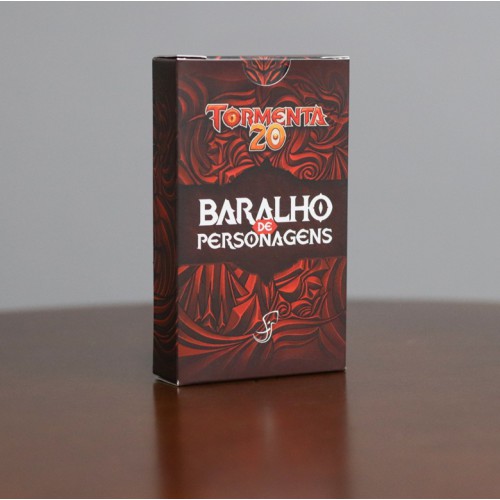 TORMENTA
20
BARALHO
DE
PERSONAGENS